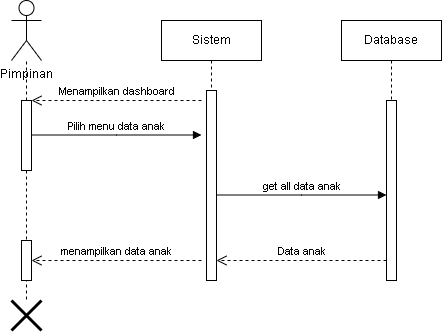 Sistem
Database
Pimpinan
Menampilkan dashboard
Pilih menu data anak
get all data anak
menampilkan data anak
Data anak